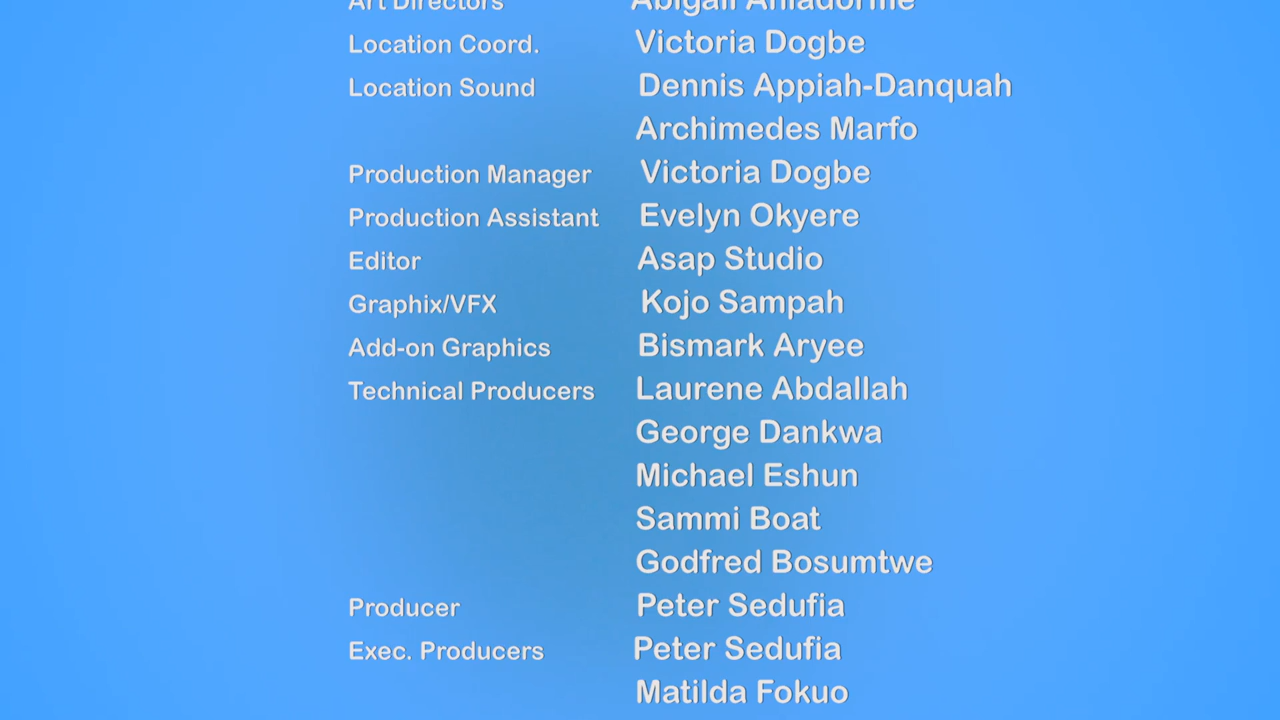 Art Directors Abigail
Location Coord. Victoria Dogbe
Location Sound Dennis Appiah-Danquah
Archimedes Marfo
Production Manager Victoria Dogbe
Production Assistant Evelyn Okyere
Editor Asap Studio
Graphix/VFX Kojo Sampah
Add-on Graphics Bismark Aryee
Technical Producers Laurene Abdallah
George Dankwa
Michael Eshun
Sammi Boat
Godfred Bosumtwe
Producer Peter Sedufia
Exec. Producers Peter Sedufia
Matilda Fokuo